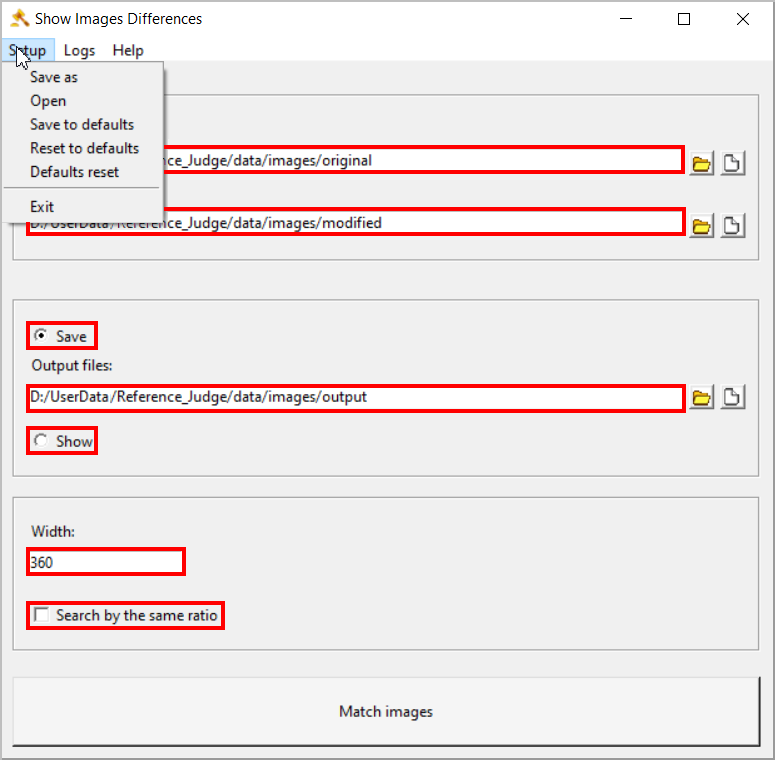 Show Images Differences
Setup Logs Help
Save as
Open
Save to defaults
Reset to defaults
Defaults reset
Exit
ce_Judge/data/images/original
D:/UserData/Reference_Judge/data/images/modified
Save
Output files:
D:/UserData/Reference_Judge/data/images/output
Show
Width:
360
Search by the same ratio
Match images